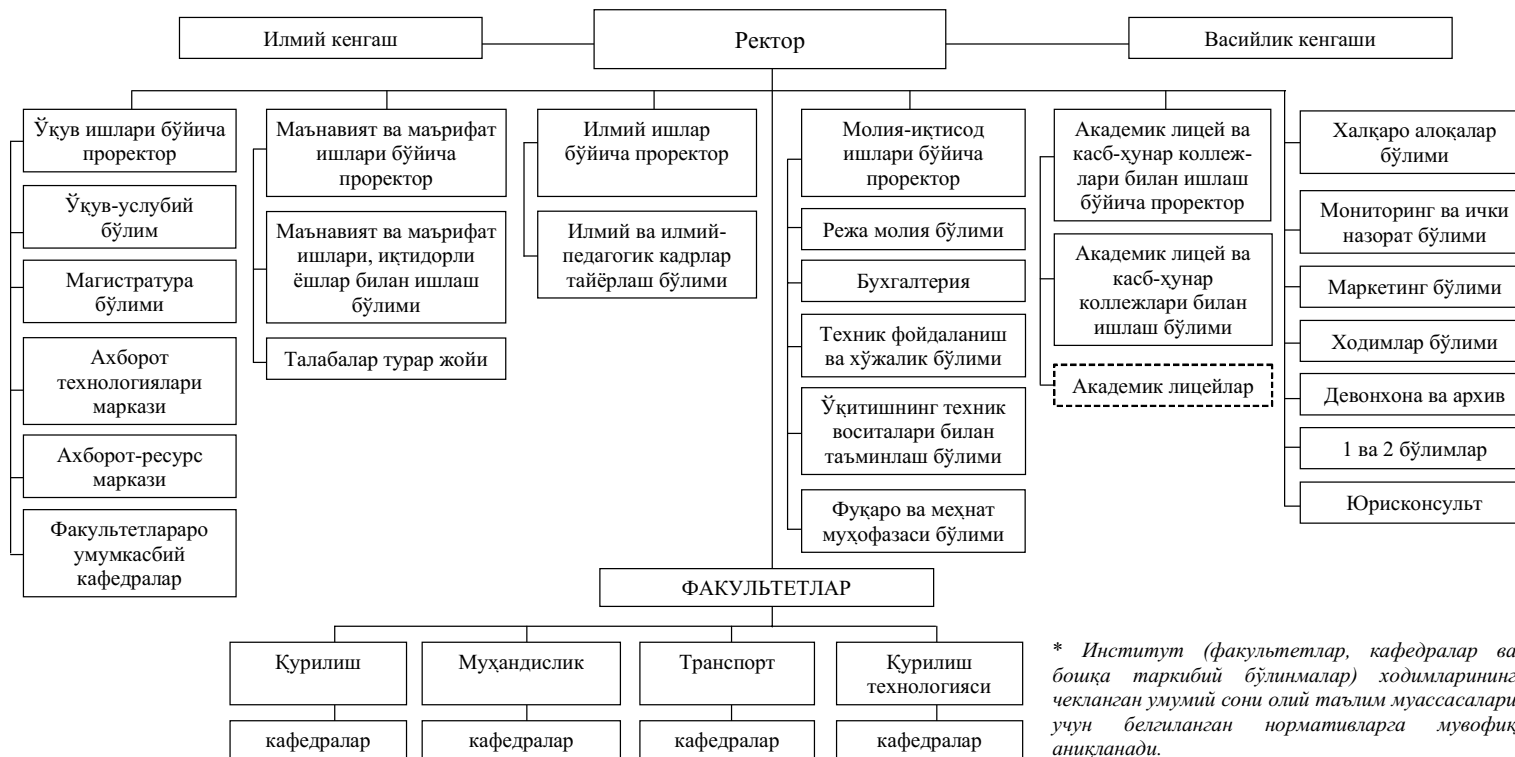 Илмий кенгаш
Ректор
Васийлик кенгаши
Ўқув ишлари бўйича
проректор
Ўқув-услубий
бўлим
Магистратура
бўлими
Ахборот
технологиялари
маркази
Ахборот-ресурс
маркази
Факультетлараро
умумкасбий
кафедралар
Маънавият ва маърифат
ишлари бўйича
проректор
Маънавият ва маърифат
ишлари, иқтидорли
ёшлар билан ишлаш
бўлими
Талабалар турар жойи
Илмий ишлар
бўйича проректор
Илмий ва илмий-
педагогик кадрлар
тайёрлаш бўлими
Молия-иқтисод
ишлари бўйича
проректор
Режа молия бўлими
Бухгалтерия
Техник фойдаланиш
ва хўжалик бўлими
Ўқитишнинг техник
воситалари билан
таъминлаш бўлими
Фуқаро ва меҳнат
муҳофазаси бўлими
Академик лицей ва
касб-ҳунар коллеж-
лари билан ишлаш
бўйича проректор
Академик лицей ва
касб-ҳунар
коллежлари билан
ишлаш бўлими
Академик лицейлар
Халқаро алоқалар
бўлими
Мониторинг ва ички
назорат бўлими
Маркетинг бўлими
Ходимлар бўлими
Девонхона ва архив
1 ва 2 бўлимлар
Юрисконсульт
ФАКУЛЬТЕТЛАР
Қурилиш
Муҳандислик
Транспорт
Қурилиш
технологияси
кафедралар
кафедралар
кафедралар
кафедралар
* Институт (факультетлар, кафедралар ва
бошқа таркибий бўлинмалар) ходимларининг
чекланган умумий сони олий таълим муассасалари
учун белгиланган нормативларга мувофиқ
аниқланади.